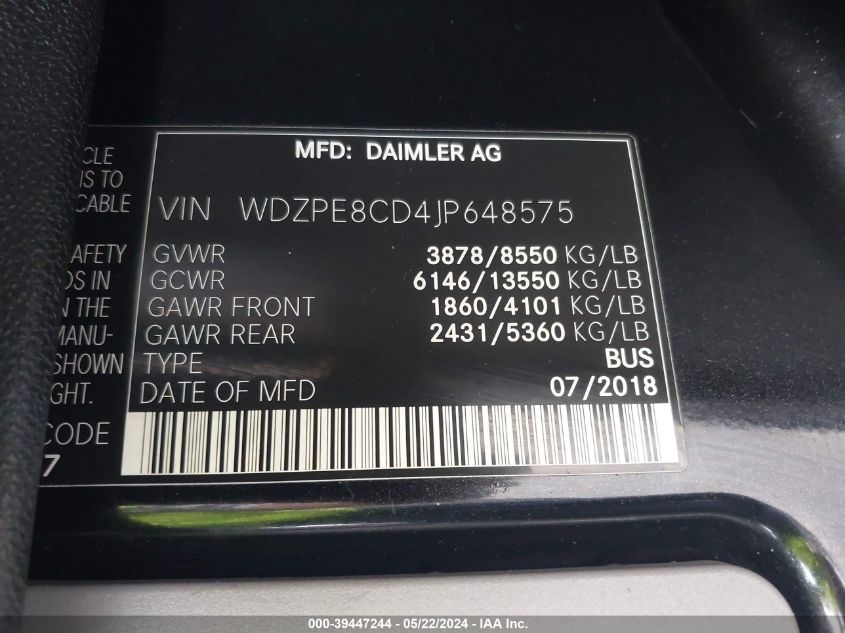 MFD: DAIMLER AG
CLE
IS TO
CABLE
VIN WDZPE8CD4JP648575
AFETY
GVWR 3878/8550 KG/LB
IN
GCWR 6146/13550 KG/LB
THE
GAWR FRONT 1860/4101 KG/LB
MANU-
GAWR REAR 2431/5360 KG/LB
SHOWN
TYPE BUS
GHT.
DATE OF MFD 07/2018
CODE
7
000-39447244 - 05/22/2024 - IAA Inc.